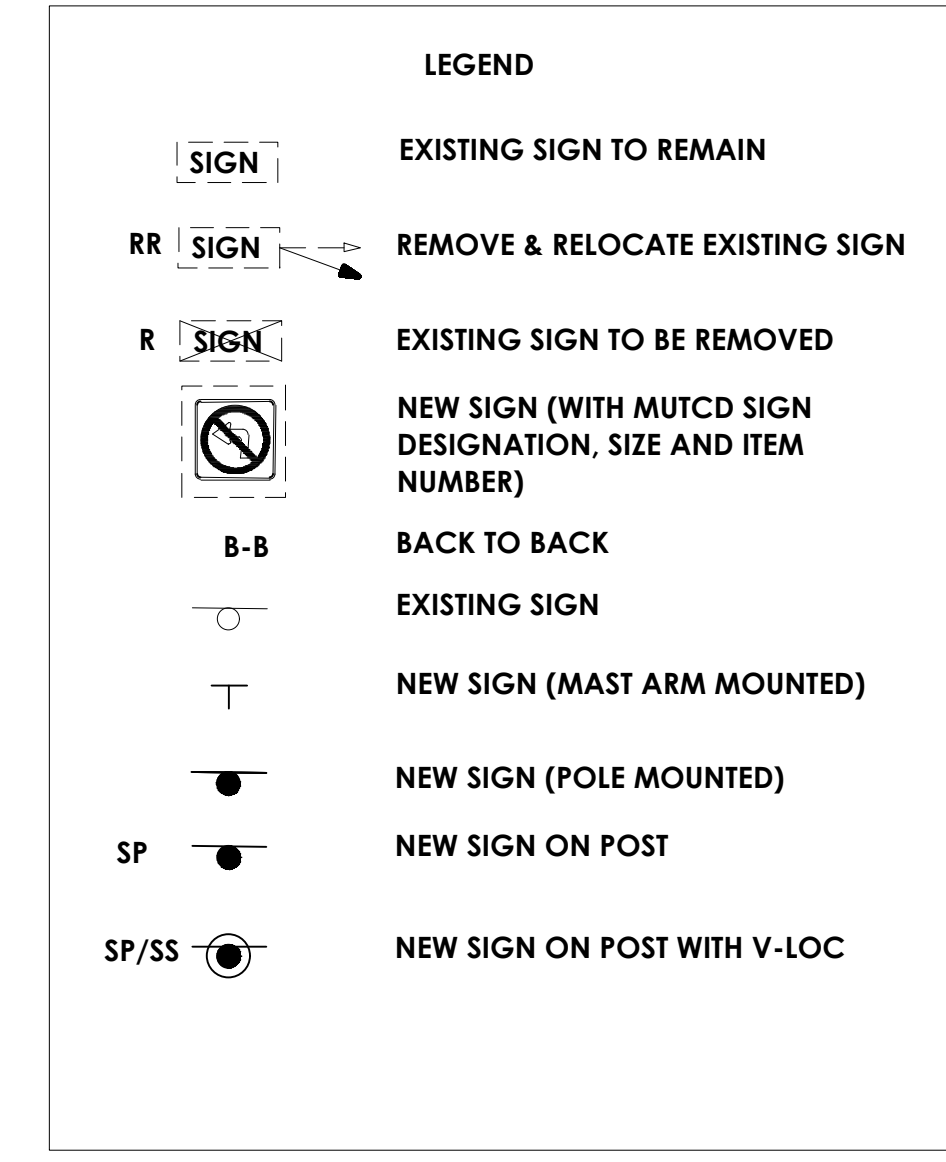 LEGEND
SIGN EXISTING SIGN TO REMAIN
RR SIGN REMOVE & RELOCATE EXISTING SIGN
R SIGN EXISTING SIGN TO BE REMOVED
NEW SIGN (WITH MUTCD SIGN
DESIGNATION, SIZE AND ITEM
NUMBER)
B-B BACK TO BACK
EXISTING SIGN
NEW SIGN (MAST ARM MOUNTED)
NEW SIGN (POLE MOUNTED)
SP NEW SIGN ON POST
SP/SS NEW SIGN ON POST WITH V-LOC